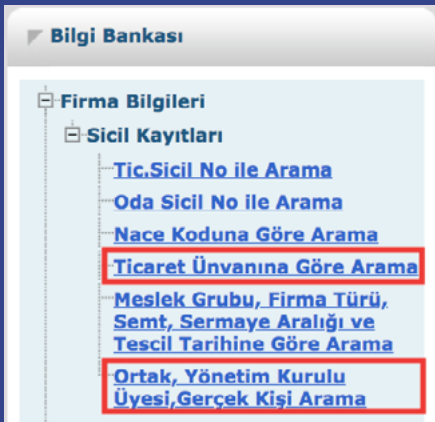 Bilgi Bankası
Firma Bilgileri
Sicil Kayıtları
Tic.Sicil No ile Arama
Oda Sicil No ile Arama
Nace Koduna Göre Arama
Ticaret Ünvanına Göre Arama
Meslek Grubu, Firma Türü,
Semt, Sermaye Aralığı ve
Tescil Tarihine Göre Arama
Ortak, Yönetim Kurulu
Üyesi,Gerçek Kişi Arama